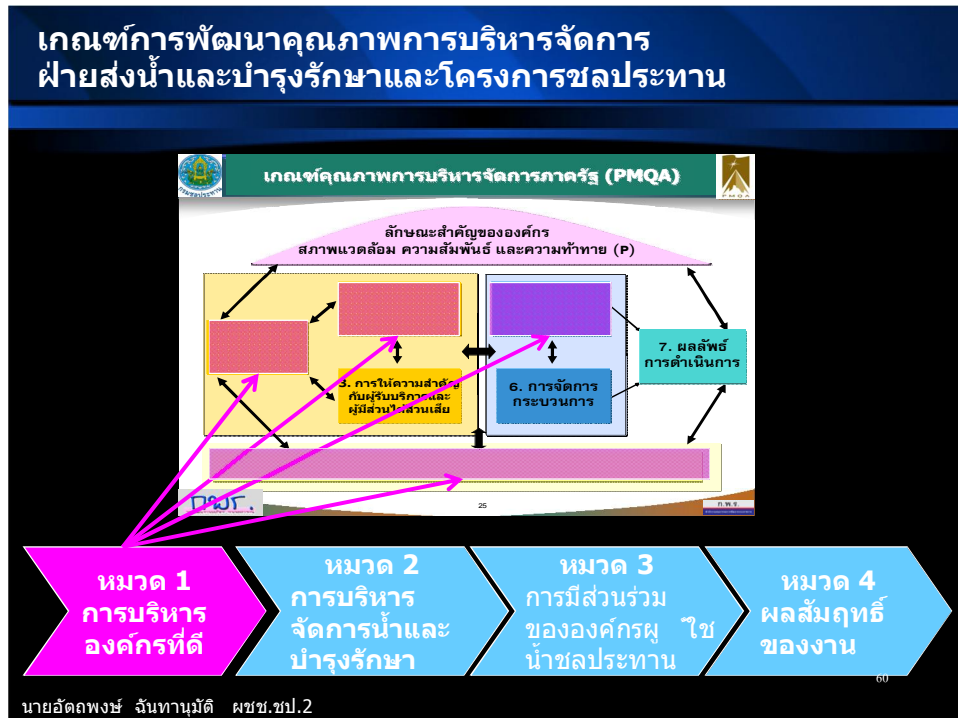 เกณฑ์การพัฒนาคุณภาพการบริหารจัดการ
ฝ่ายส่งน้ำและบำรุงรักษาและโครงการชลประทาน
เกณฑ์คุณภาพการบริหารจัดการภาครัฐ (PMQA)
กรมชลประทาน
PMQA
ลักษณะสำคัญขององค์กร
สภาพแวดล้อม ความสัมพันธ์ และความท้าทาย (P)
7. ผลลัพธ์
การดำเนินการ
3. การให้ความสำคัญ
กับผู้รับบริการและ
ผู้มีส่วนได้ส่วนเสีย
6. การจัดการ
กระบวนการ
กพร.
25
ก.พ.ร.
หมวด 1
การบริหาร
องค์กรที่ดี
หมวด 2
การบริหาร
จัดการน้ำและ
บำรุงรักษา
หมวด 3
การมีส่วนร่วม
ขององค์กรผู ้ใช
น้ำชลประทาน
หมวด 4
ผลสัมฤทธิ์
ของงาน
60
นายอัตถพงษ์ ฉันทานุมัติ ผชช.ชป.2